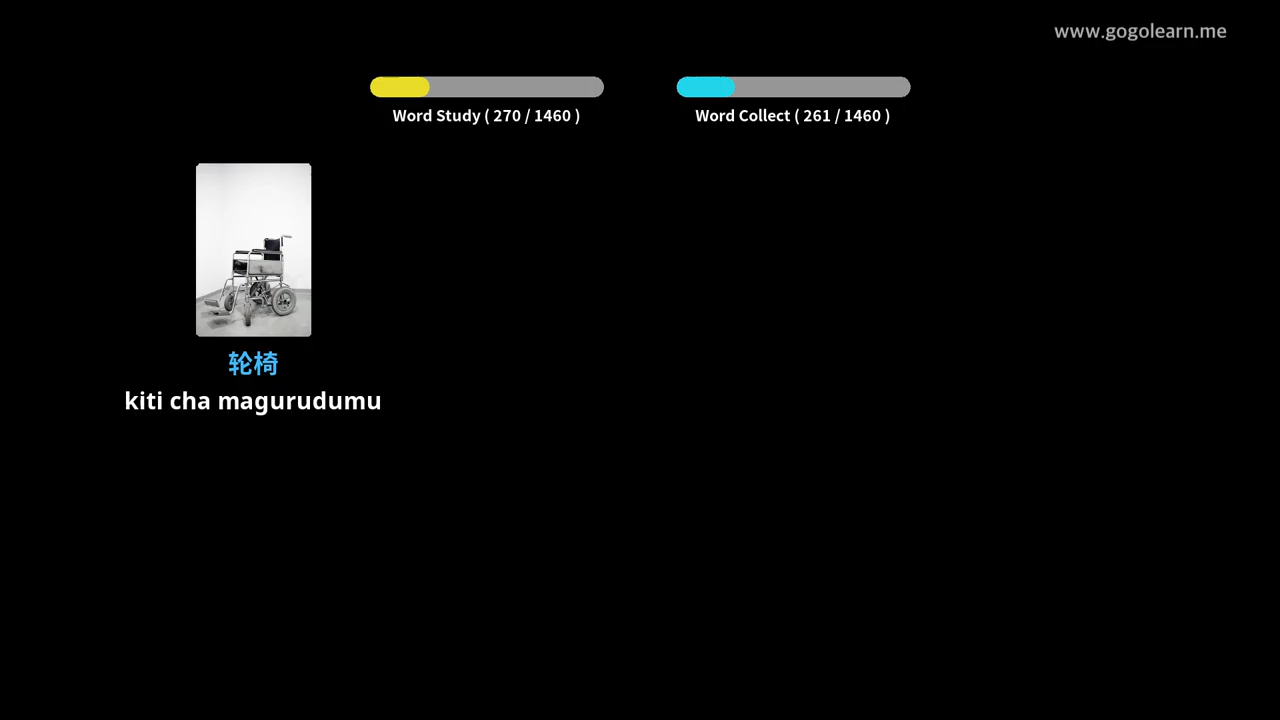 www.gogolearn.me
Word Study ( 270 / 1460 )
Word Collect ( 261 / 1460 )
轮椅
kiti cha magurudumu